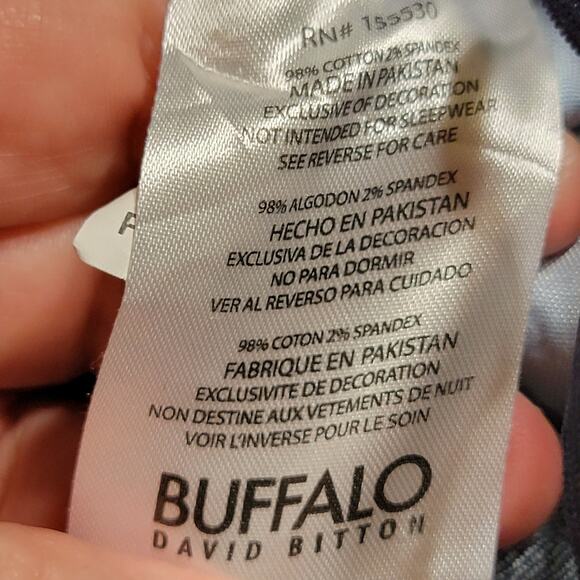 RN# 155530
98% COTTON 2% SPANDEX
MADE IN PAKISTAN
EXCLUSIVE OF DECORATION
NOT INTENDED FOR SLEEPWEAR
SEE REVERSE FOR CARE
98% ALGODON 2% SPANDEX
HECHO EN PAKISTAN
EXCLUSIVA DE LA DECORACION
NO PARA DORMIR
VER AL REVERSO PARA CUIDADO
98% COTON 2% SPANDEX
FABRIQUE EN PAKISTAN
EXCLUSIVITE DE DECORATION
NON DESTINE AUX VETEMENTS DE NUIT
VOIR L'INVERSE POUR LE SOIN
BUFFALO
DAVID BITTON